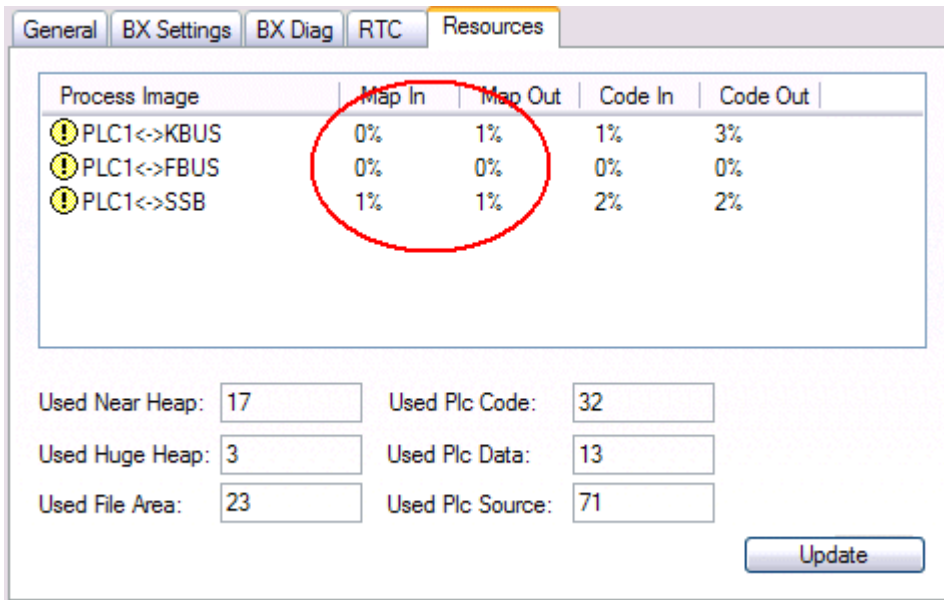 General BX Settings BX Diag RTC Resources
Process Image Map In Map Out Code In Code Out
PLC1<->KBUS 0% 1% 1% 3%
PLC1<->FBUS 0% 0% 0% 0%
PLC1<->SSB 1% 1% 2% 2%
Used Near Heap: 17 Used Plc Code: 32
Used Huge Heap: 3 Used Plc Data: 13
Used File Area: 23 Used Plc Source: 71
Update